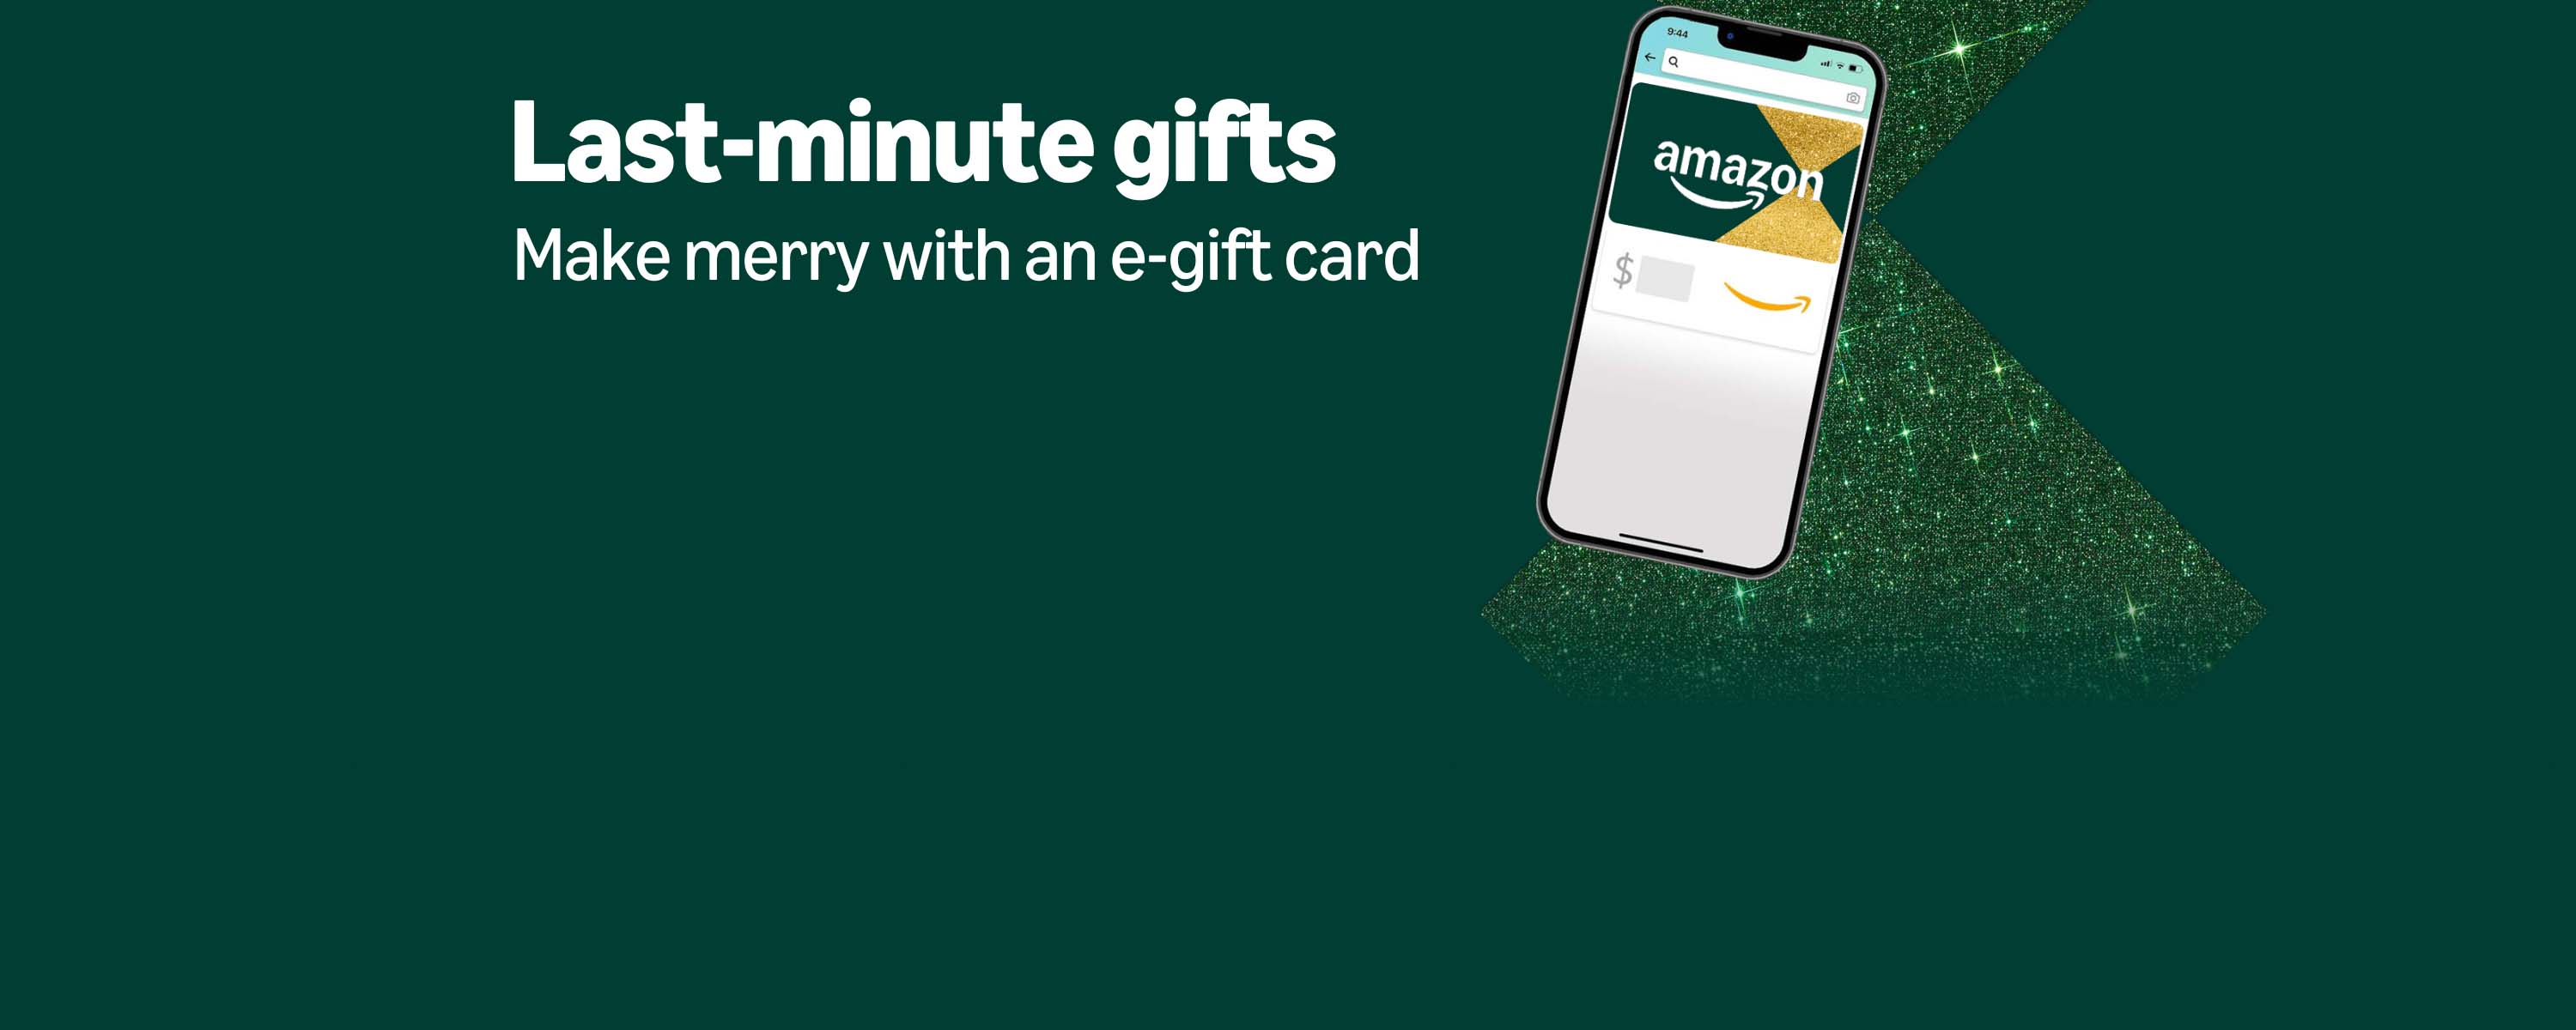 Last-minute gifts
Make merry with an e-gift card
9:44
amazon
$